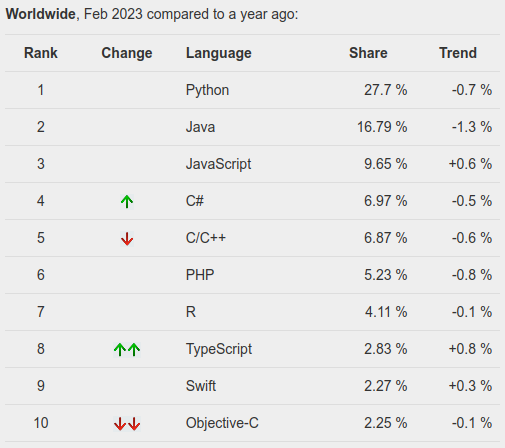 Worldwide, Feb 2023 compared to a year ago:
Rank Change Language Share Trend
1 Python 27.7 % -0.7 %
2 Java 16.79 % -1.3 %
3 JavaScript 9.65 % +0.6 %
4 ↑ C# 6.97 % -0.5 %
5 ↓ C/C++ 6.87 % -0.6 %
6 PHP 5.23 % -0.8 %
7 R 4.11 % -0.1 %
8 ↑↑ TypeScript 2.83 % +0.8 %
9 Swift 2.27 % +0.3 %
10 ↓↓ Objective-C 2.25 % -0.1 %